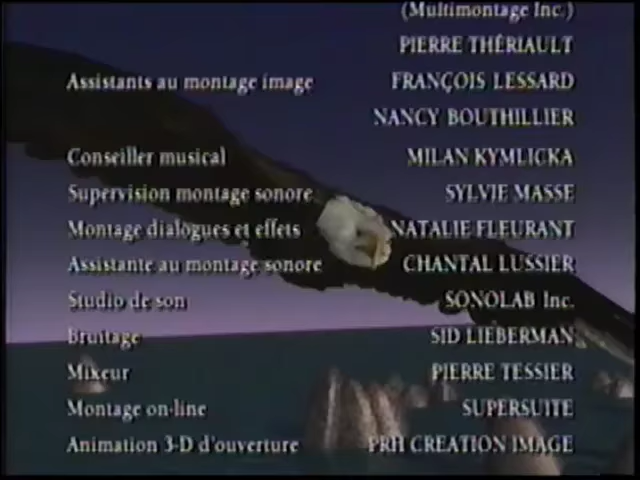 (Multimontage Inc.)
PIERRE THÉRIAULT
Assistants au montage image FRANÇOIS LESSARD
NANCY BOUTHILLIER
Conseiller musical MILAN KYMLICKA
Supervision montage sonore SYLVIE MASSE
Montage dialogues et effets NATALIE FLEURANT
Assistante au montage sonore CHANTAL LUSSIER
Studio de son SONOLAB Inc.
Bruitage SID LIEBERMAN
Mixeur PIERRE TESSIER
Montage on-line SUPERSUITE
Animation 3-D d'ouverture PRH CREATION IMAGE